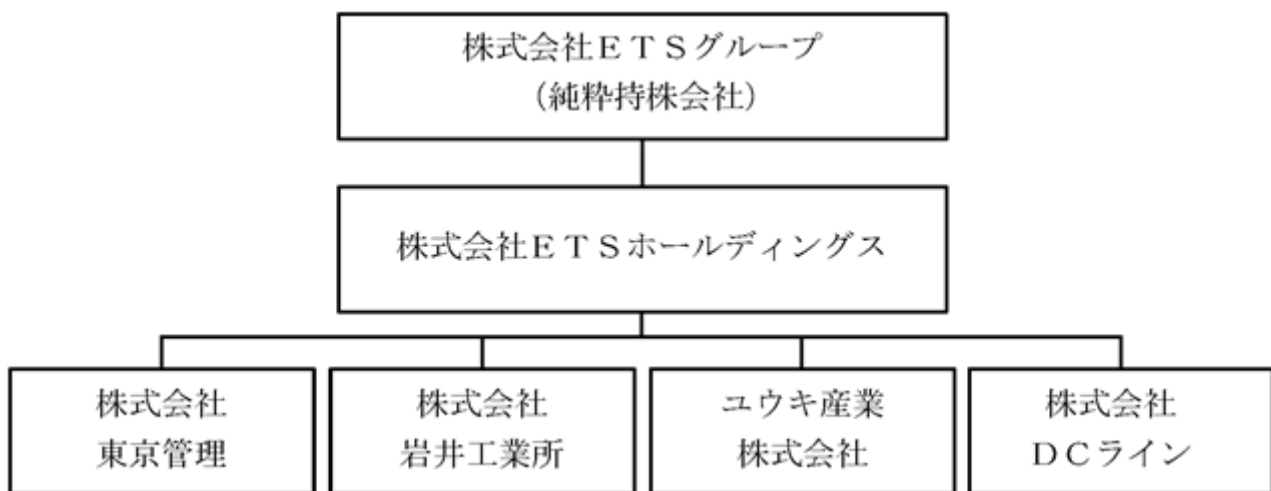 株式会社ＥＴＳグループ
（純粋持株会社）
株式会社ＥＴＳホールディングス
株式会社
東京管理
株式会社
岩井工業所
ユウキ産業
株式会社
株式会社
ＤＣライン